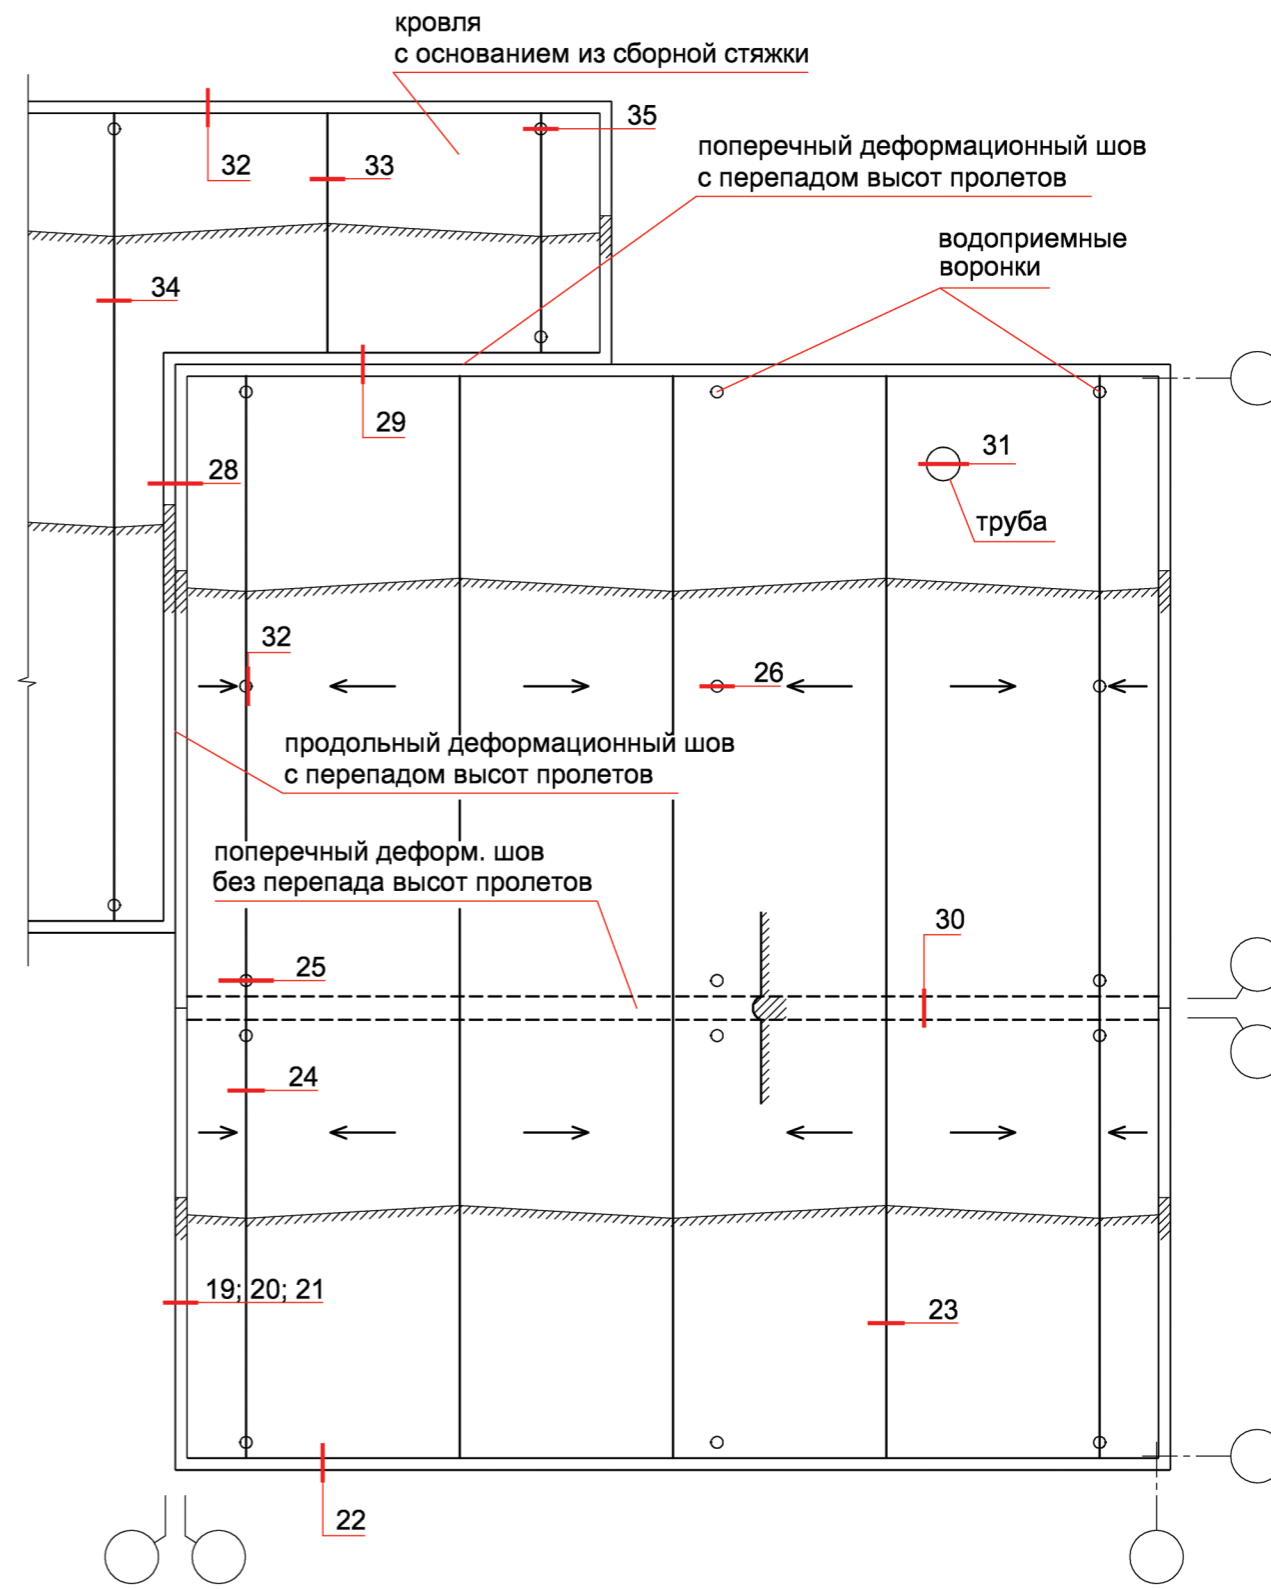 кровля
с основанием из сборной стяжки
35
32
33
поперечный деформационный шов
с перепадом высот пролетов
водоприемные
воронки
34
29
28
31
труба
32
26
продольный деформационный шов
с перепадом высот пролетов
поперечный деформ. шов
без перепада высот пролетов
30
25
24
19; 20; 21
23
22